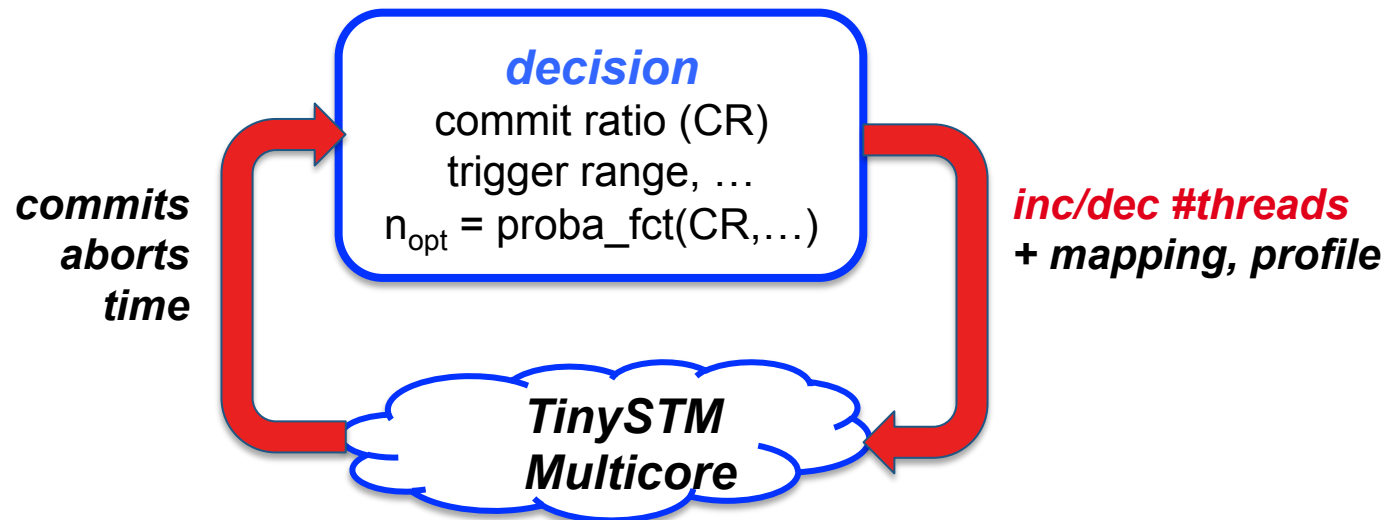 decision
commit ratio (CR)
trigger range, …
nopt = proba_fct(CR,…)
commits
aborts
time
inc/dec #threads
+ mapping, profile
TinySTM
Multicore